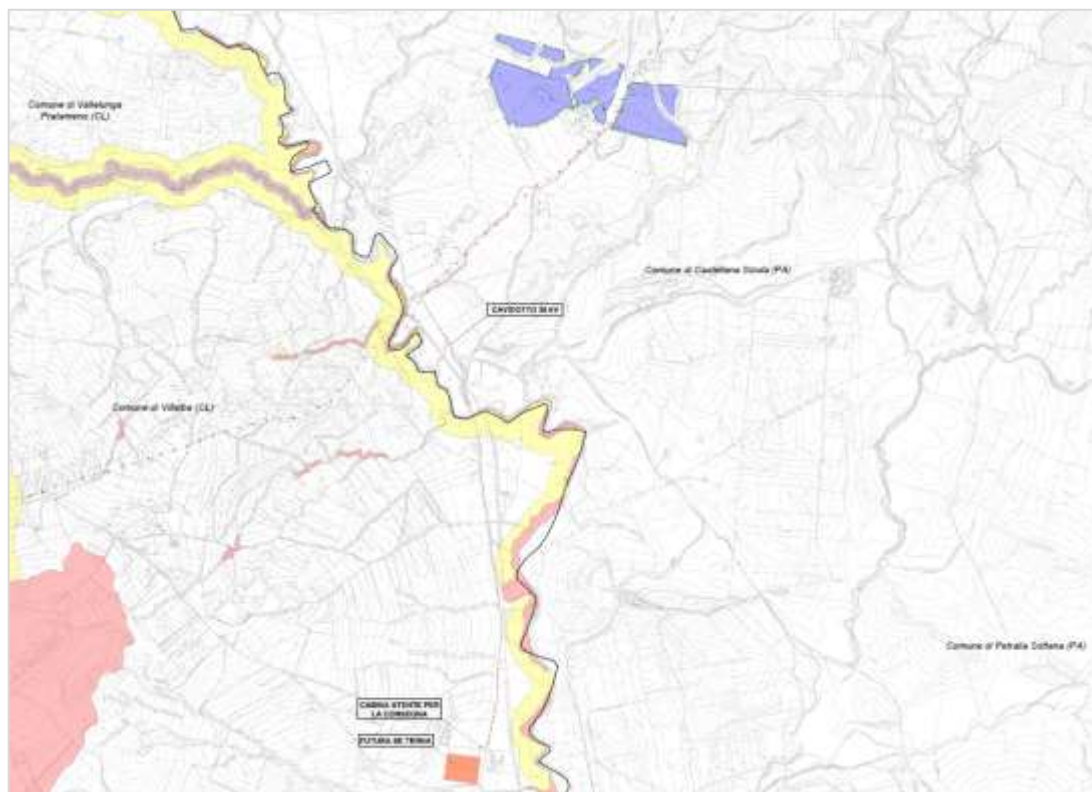 Comune di Vallelunga
Pratameno (CL)
Comune di Castellana Sicula (PA)
CAVIDOTTO 36 kV
Comune di Villalba (CL)
Comune di Petralia Sottana (PA)
CABINA UTENTE PER
LA CONSEGNA
FUTURA SE TERNA